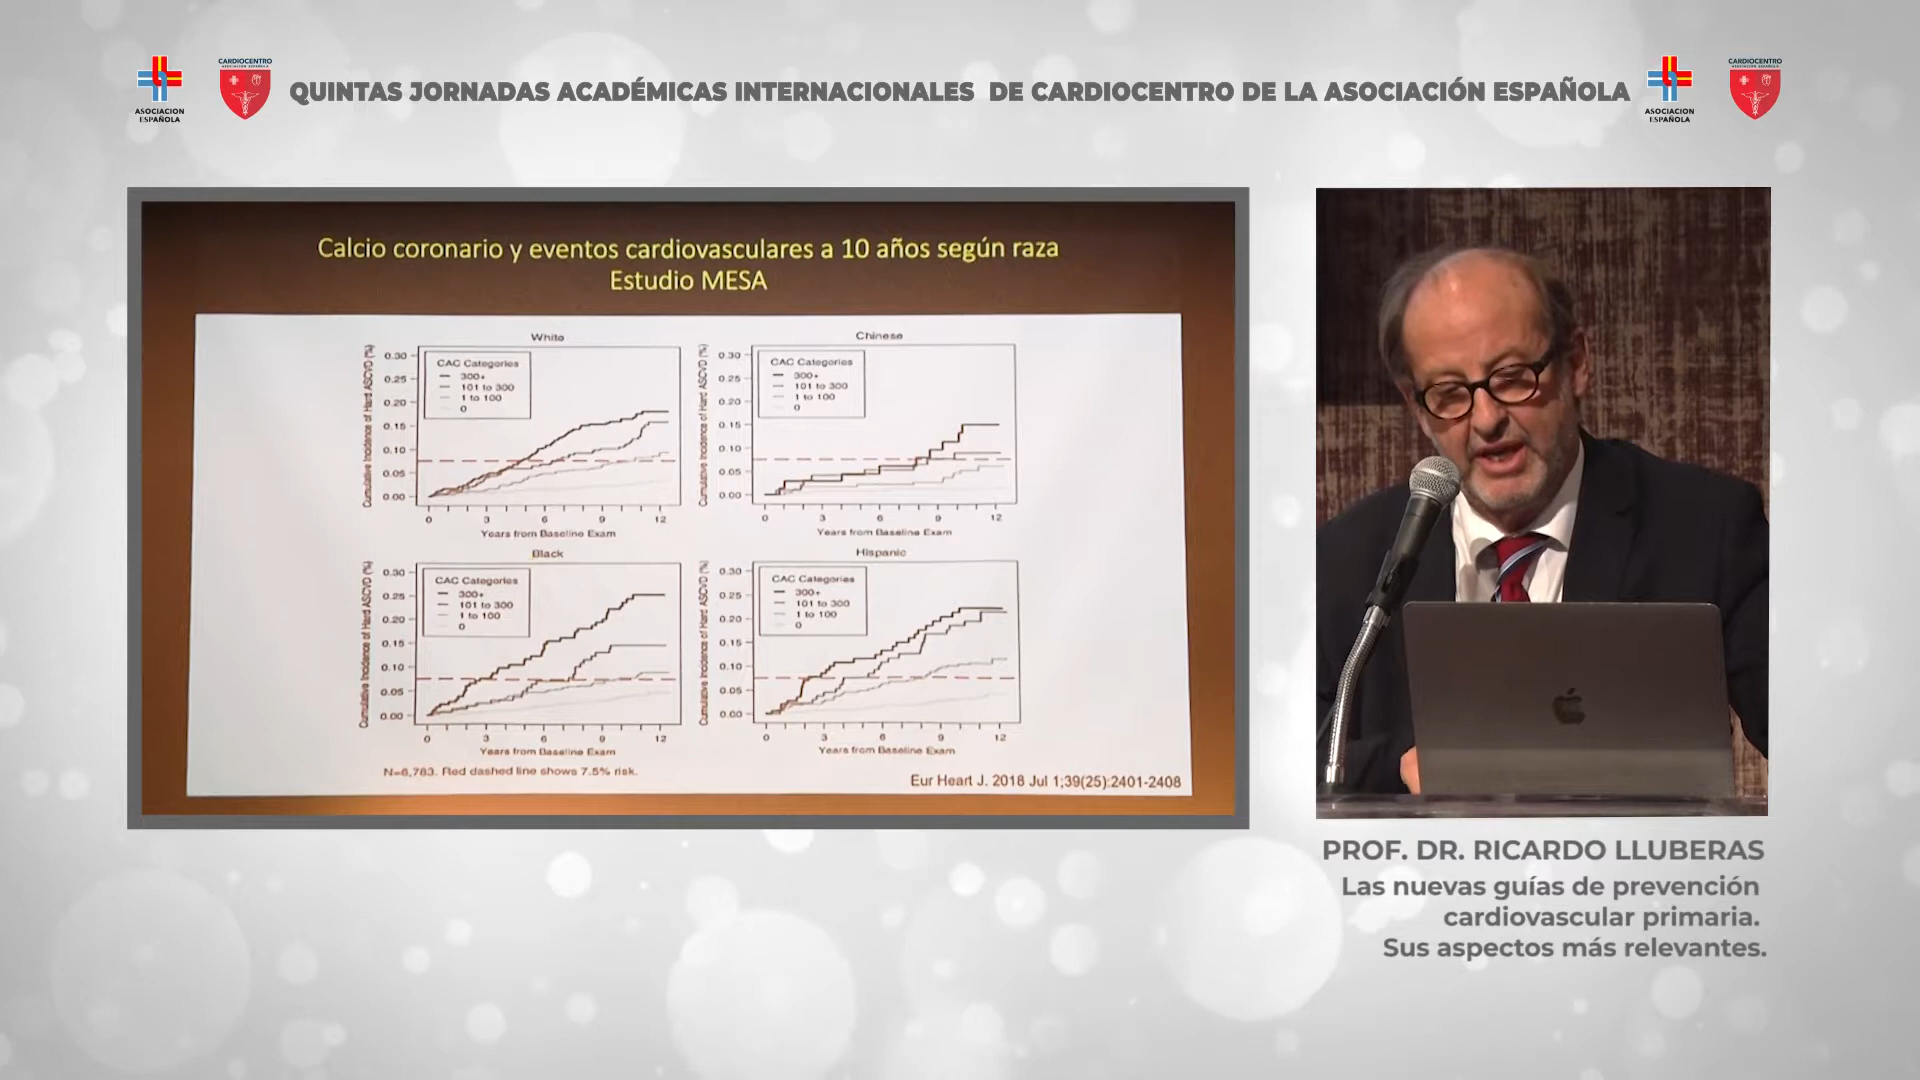 CARDIOCENTRO
ASOCIACIÓN ESPAÑOLA
ASOCIACION
ESPAÑOLA
QUINTAS JORNADAS ACADÉMICAS INTERNACIONALES DE CARDIOCENTRO DE LA ASOCIACIÓN ESPAÑOLA
CARDIOCENTRO
ASOCIACIÓN ESPAÑOLA
ASOCIACION
ESPAÑOLA
Calcio coronario y eventos cardiovasculares a 10 años según raza
Estudio MESA
White
Cumulative Incidence of Hard ASCVD (%)
0.30
0.25
0.20
0.15
0.10
0.05
0.00
CAC Categories
300+
101 to 300
1 to 100
0
0 3 6 9 12
Years from Baseline Exam
Chinese
Cumulative Incidence of Hard ASCVD (%)
0.30
0.25
0.20
0.15
0.10
0.05
0.00
CAC Categories
300+
101 to 300
1 to 100
0
0 3 6 9 12
Years from Baseline Exam
Black
Cumulative Incidence of Hard ASCVD (%)
0.30
0.25
0.20
0.15
0.10
0.05
0.00
CAC Categories
300+
101 to 300
1 to 100
0
0 3 6 9 12
Years from Baseline Exam
Hispanic
Cumulative Incidence of Hard ASCVD (%)
0.30
0.25
0.20
0.15
0.10
0.05
0.00
CAC Categories
300+
101 to 300
1 to 100
0
0 3 6 9 12
Years from Baseline Exam
N=6,783. Red dashed line shows 7.5% risk.
Eur Heart J. 2018 Jul 1;39(25):2401-2408
PROF. DR. RICARDO LLUBERAS
Las nuevas guías de prevención
cardiovascular primaria.
Sus aspectos más relevantes.